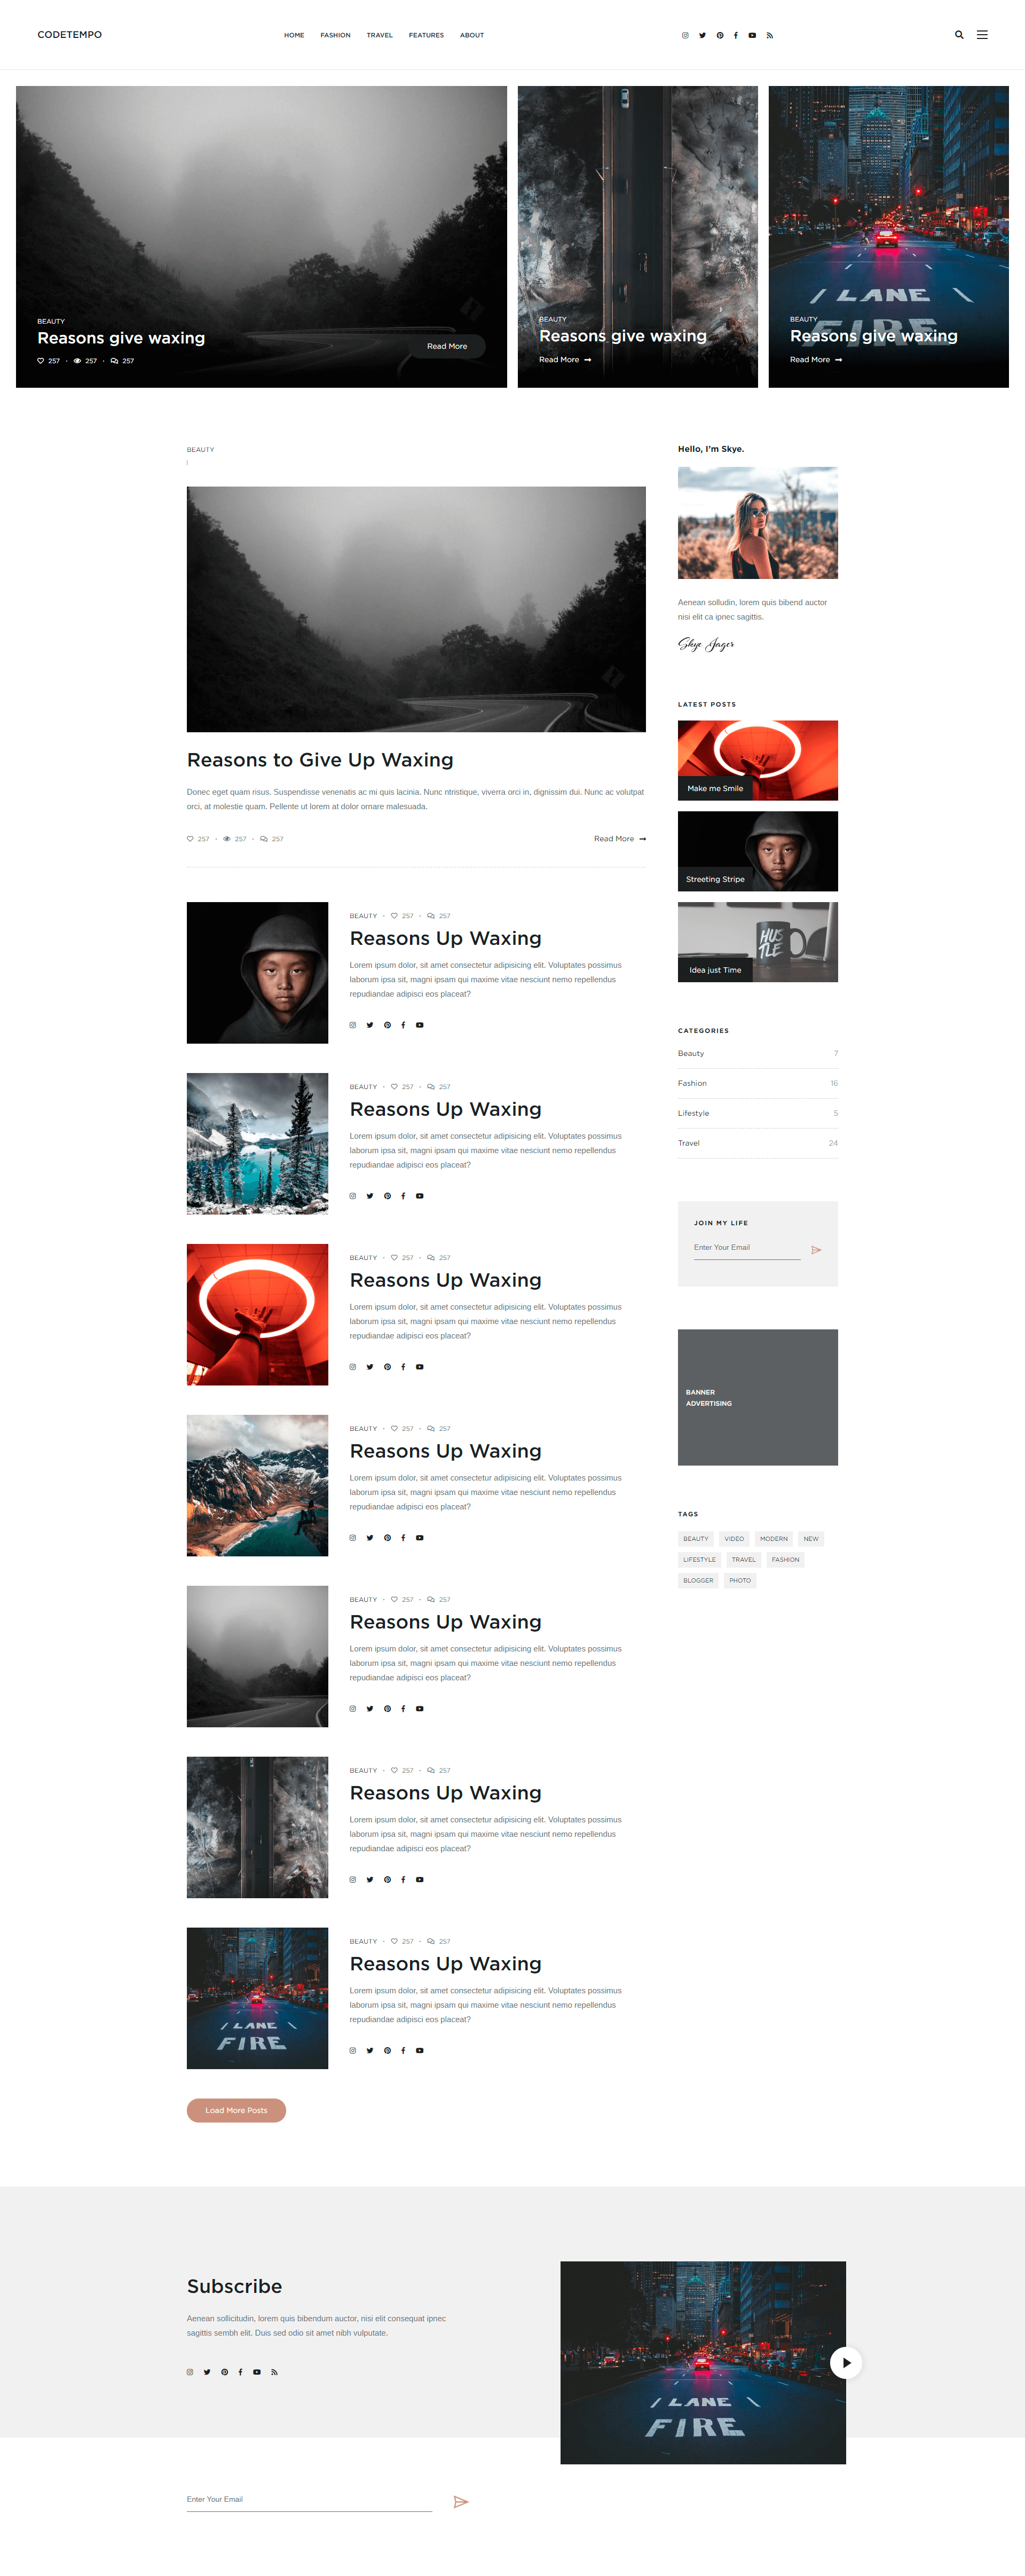 CODETEMPO
HOME FASHION TRAVEL FEATURES ABOUT
BEAUTY
Reasons give waxing
257 · 257 · 257
Read More
BEAUTY
Reasons give waxing
Read More
I LANE \
FIRE
BEAUTY
Reasons give waxing
Read More
BEAUTY
Reasons to Give Up Waxing
Donec eget quam risus. Suspendisse venenatis ac mi quis lacinia. Nunc ntristique, viverra orci in, dignissim dui. Nunc ac volutpat
orci, at molestie quam. Pellente ut lorem at dolor ornare malesuada.
257 · 257 · 257
Read More
BEAUTY · 257 · 257
Reasons Up Waxing
Lorem ipsum dolor, sit amet consectetur adipisicing elit. Voluptates possimus
laborum ipsa sit, magni ipsam qui maxime vitae nesciunt nemo repellendus
repudiandae adipisci eos placeat?
BEAUTY · 257 · 257
Reasons Up Waxing
Lorem ipsum dolor, sit amet consectetur adipisicing elit. Voluptates possimus
laborum ipsa sit, magni ipsam qui maxime vitae nesciunt nemo repellendus
repudiandae adipisci eos placeat?
BEAUTY · 257 · 257
Reasons Up Waxing
Lorem ipsum dolor, sit amet consectetur adipisicing elit. Voluptates possimus
laborum ipsa sit, magni ipsam qui maxime vitae nesciunt nemo repellendus
repudiandae adipisci eos placeat?
BEAUTY · 257 · 257
Reasons Up Waxing
Lorem ipsum dolor, sit amet consectetur adipisicing elit. Voluptates possimus
laborum ipsa sit, magni ipsam qui maxime vitae nesciunt nemo repellendus
repudiandae adipisci eos placeat?
BEAUTY · 257 · 257
Reasons Up Waxing
Lorem ipsum dolor, sit amet consectetur adipisicing elit. Voluptates possimus
laborum ipsa sit, magni ipsam qui maxime vitae nesciunt nemo repellendus
repudiandae adipisci eos placeat?
BEAUTY · 257 · 257
Reasons Up Waxing
Lorem ipsum dolor, sit amet consectetur adipisicing elit. Voluptates possimus
laborum ipsa sit, magni ipsam qui maxime vitae nesciunt nemo repellendus
repudiandae adipisci eos placeat?
I LANE \
FIRE
BEAUTY · 257 · 257
Reasons Up Waxing
Lorem ipsum dolor, sit amet consectetur adipisicing elit. Voluptates possimus
laborum ipsa sit, magni ipsam qui maxime vitae nesciunt nemo repellendus
repudiandae adipisci eos placeat?
Load More Posts
Hello, I'm Skye.
Aenean solludin, lorem quis bibend auctor
nisi elit ca ipnec sagittis.
Skye Jager
LATEST POSTS
Make me Smile
Streeting Stripe
HUS
TLE
Idea just Time
CATEGORIES
Beauty 7
Fashion 16
Lifestyle 5
Travel 24
JOIN MY LIFE
Enter Your Email
BANNER
ADVERTISING
TAGS
BEAUTY VIDEO MODERN NEW
LIFESTYLE TRAVEL FASHION
BLOGGER PHOTO
Subscribe
Aenean sollicitudin, lorem quis bibendum auctor, nisi elit consequat ipnec
sagittis sembh elit. Duis sed odio sit amet nibh vulputate.
I LANE \
FIRE
Enter Your Email